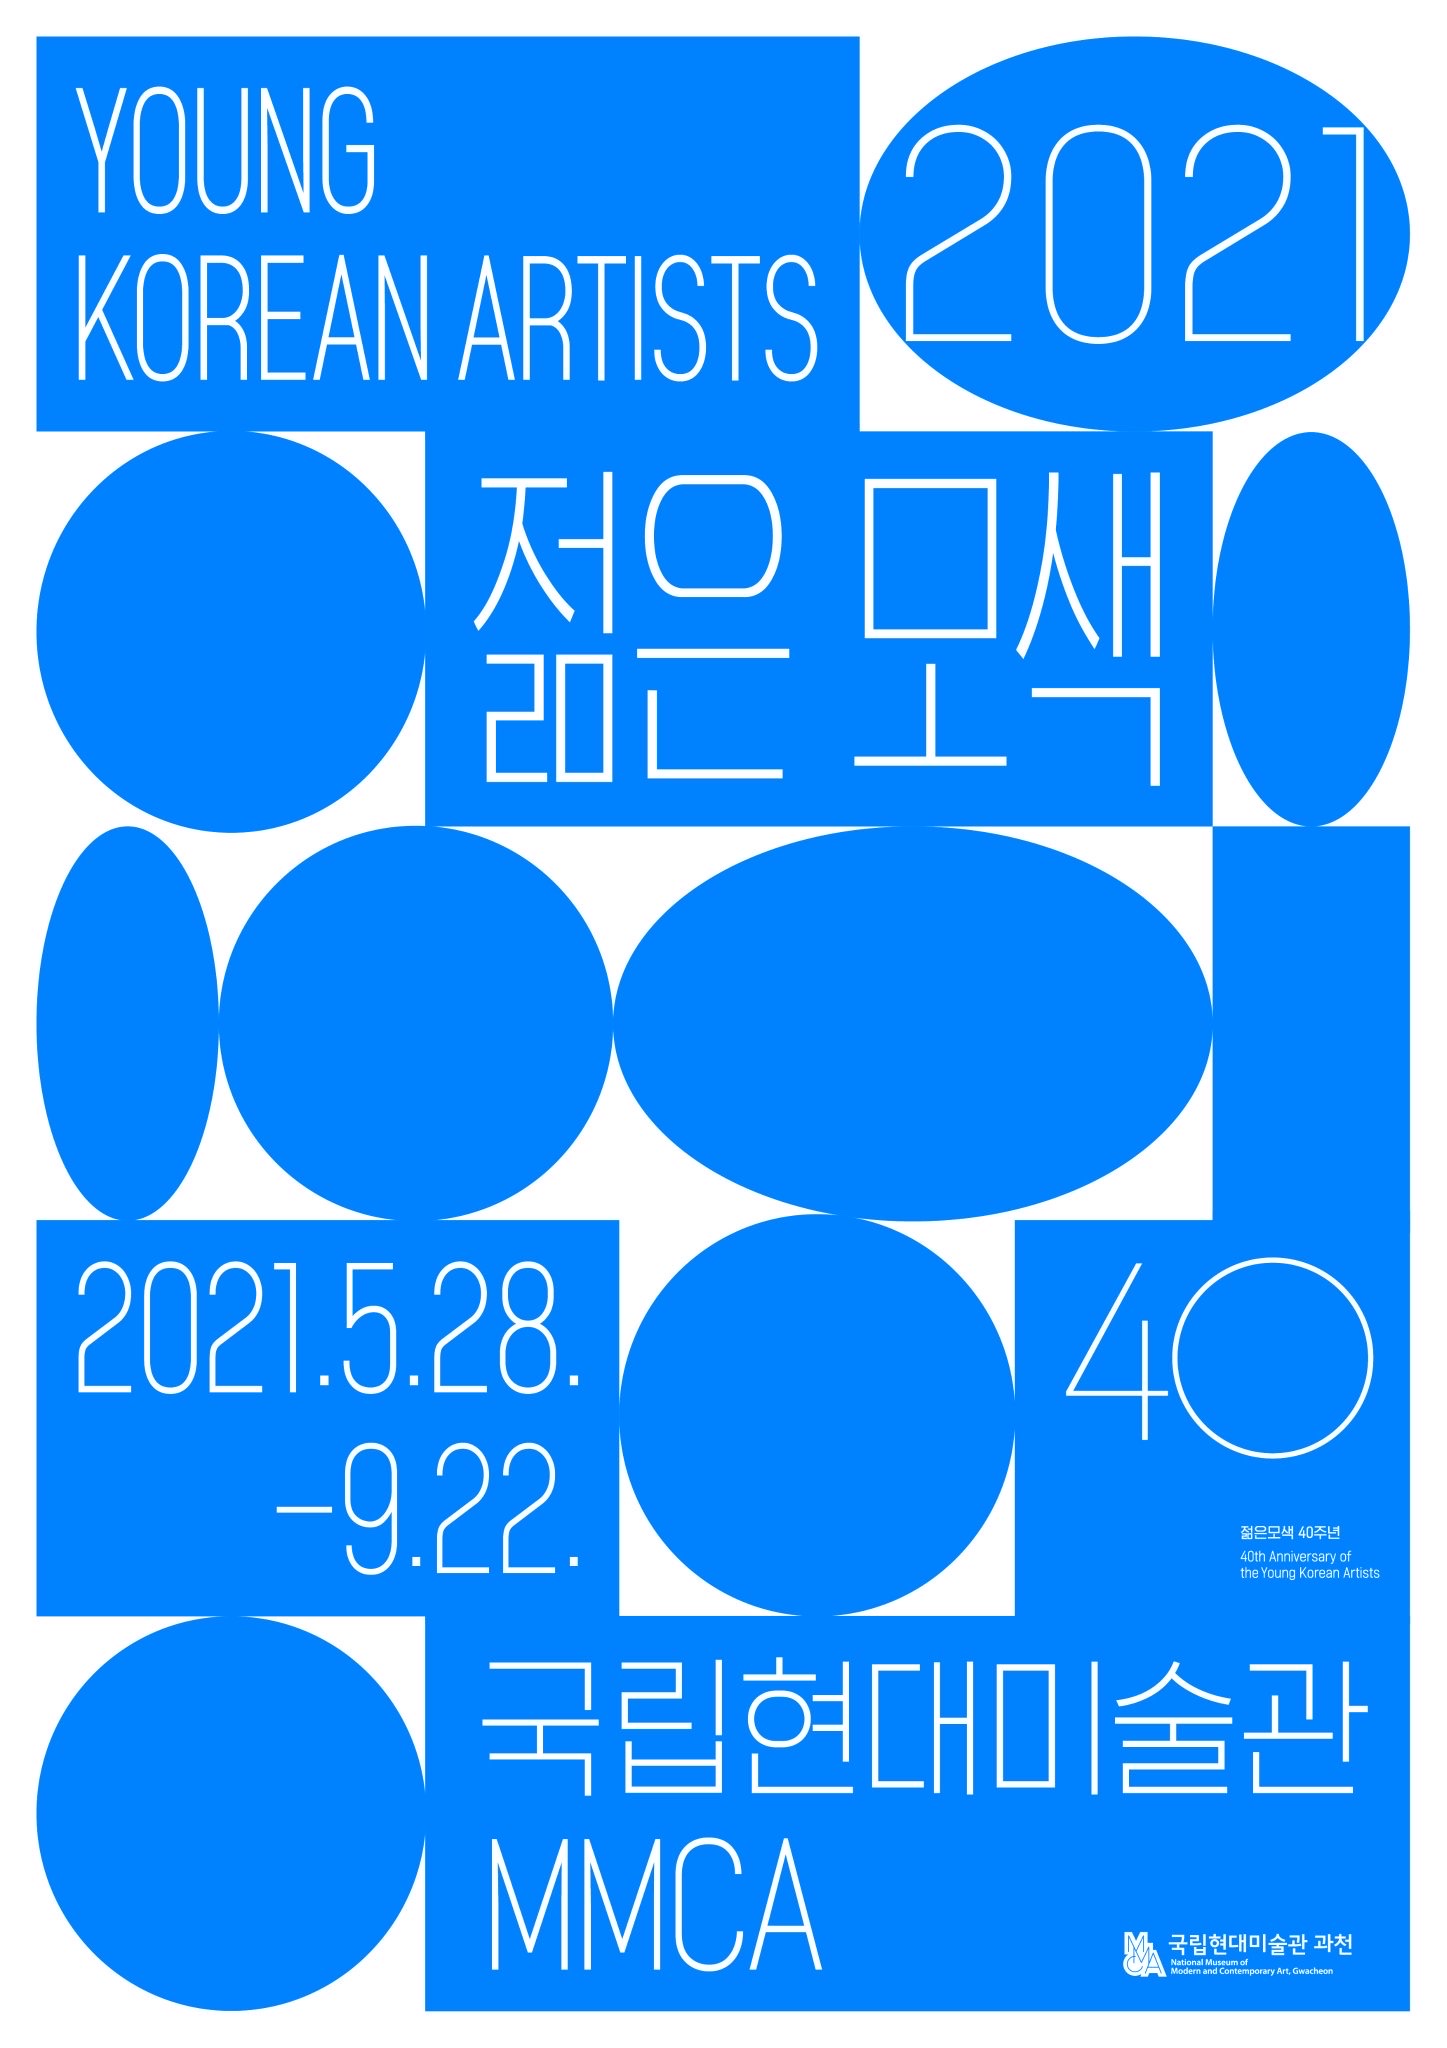 YOUNG
KOREAN ARTISTS
2021
젊은 모색
2021.5.28.
–9.22.
40
젊은모색 40주년
40th Anniversary of
the Young Korean Artists
국립현대미술관
MMCA
MMCA
국립현대미술관 과천
National Museum of
Modern and Contemporary Art, Gwacheon